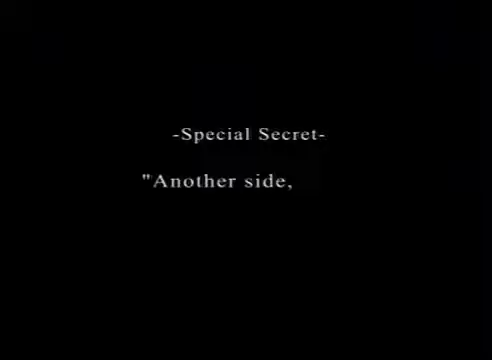 -Special Secret-
"Another side,